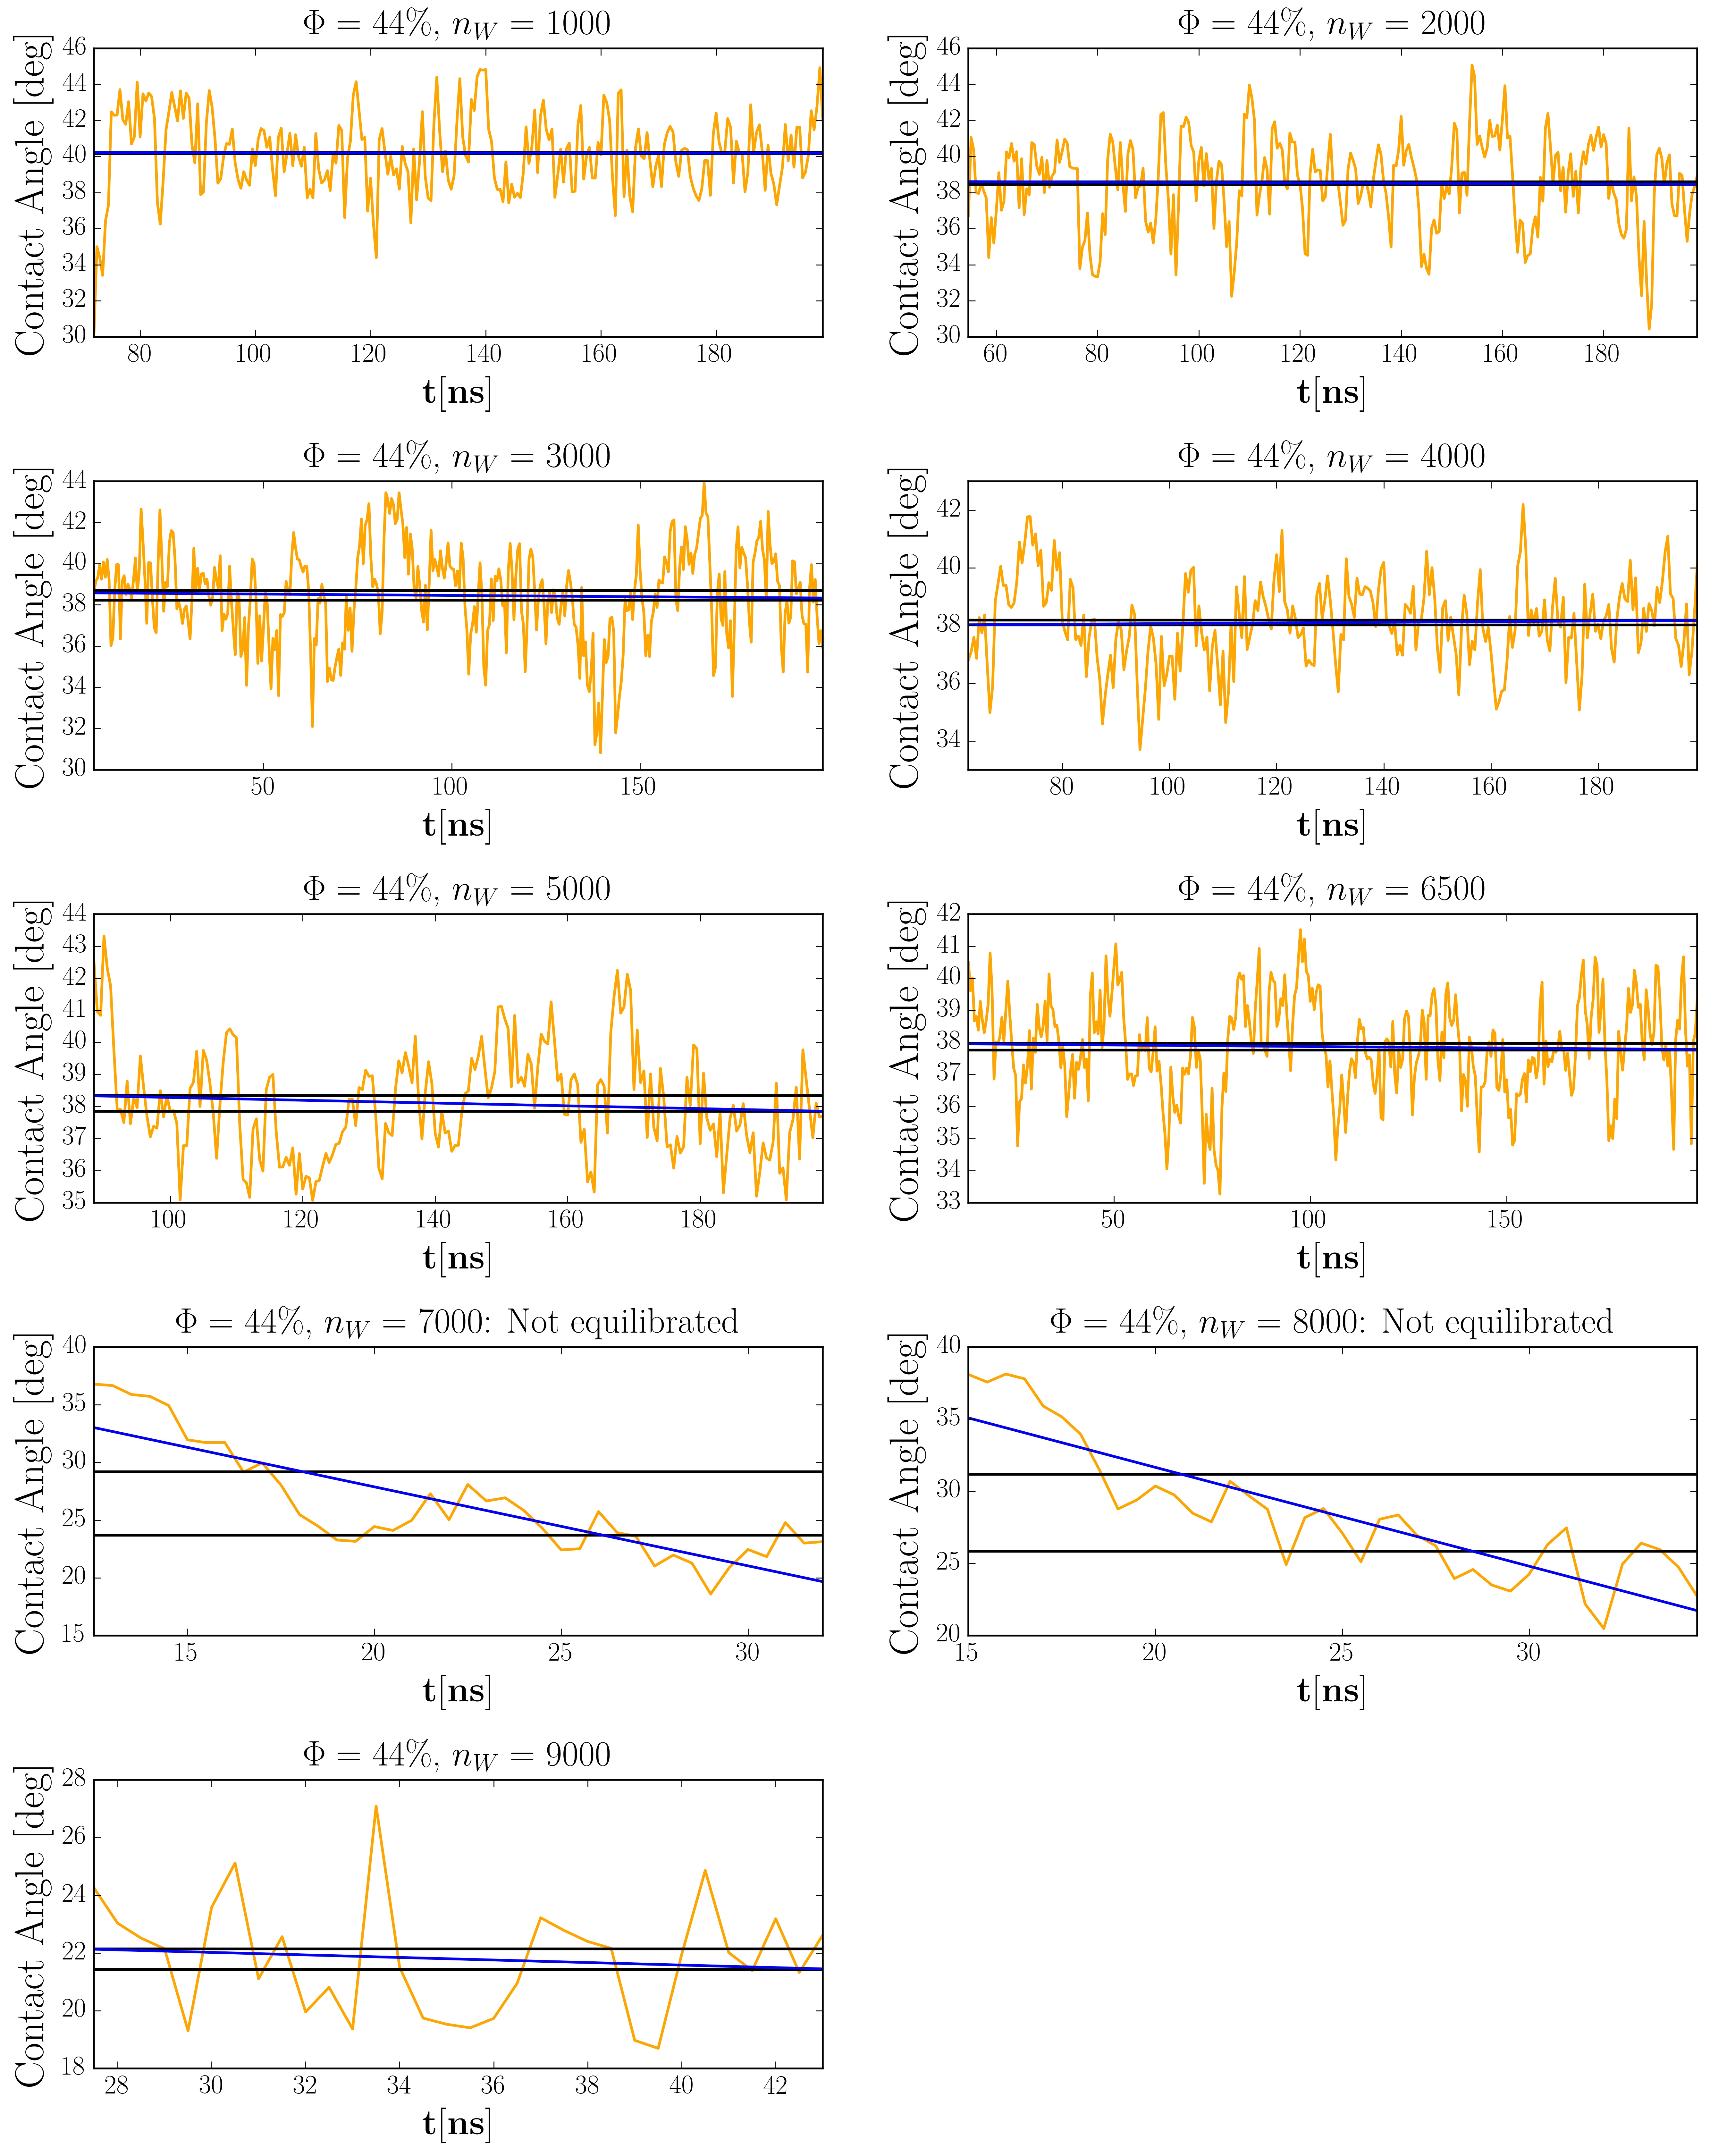 Φ = 44%, n_W = 1000
Contact Angle [deg]
46
44
42
40
38
36
34
32
30
80 100 120 140 160 180
t[ns]
Φ = 44%, n_W = 2000
Contact Angle [deg]
46
44
42
40
38
36
34
32
30
60 80 100 120 140 160 180
t[ns]
Φ = 44%, n_W = 3000
Contact Angle [deg]
44
42
40
38
36
34
32
30
50 100 150
t[ns]
Φ = 44%, n_W = 4000
Contact Angle [deg]
42
40
38
36
34
80 100 120 140 160 180
t[ns]
Φ = 44%, n_W = 5000
Contact Angle [deg]
44
43
42
41
40
39
38
37
36
35
100 120 140 160 180
t[ns]
Φ = 44%, n_W = 6500
Contact Angle [deg]
42
41
40
39
38
37
36
35
34
33
50 100 150
t[ns]
Φ = 44%, n_W = 7000: Not equilibrated
Contact Angle [deg]
40
35
30
25
20
15
15 20 25 30
t[ns]
Φ = 44%, n_W = 8000: Not equilibrated
Contact Angle [deg]
40
35
30
25
20
15 20 25 30
t[ns]
Φ = 44%, n_W = 9000
Contact Angle [deg]
28
26
24
22
20
18
28 30 32 34 36 38 40 42
t[ns]